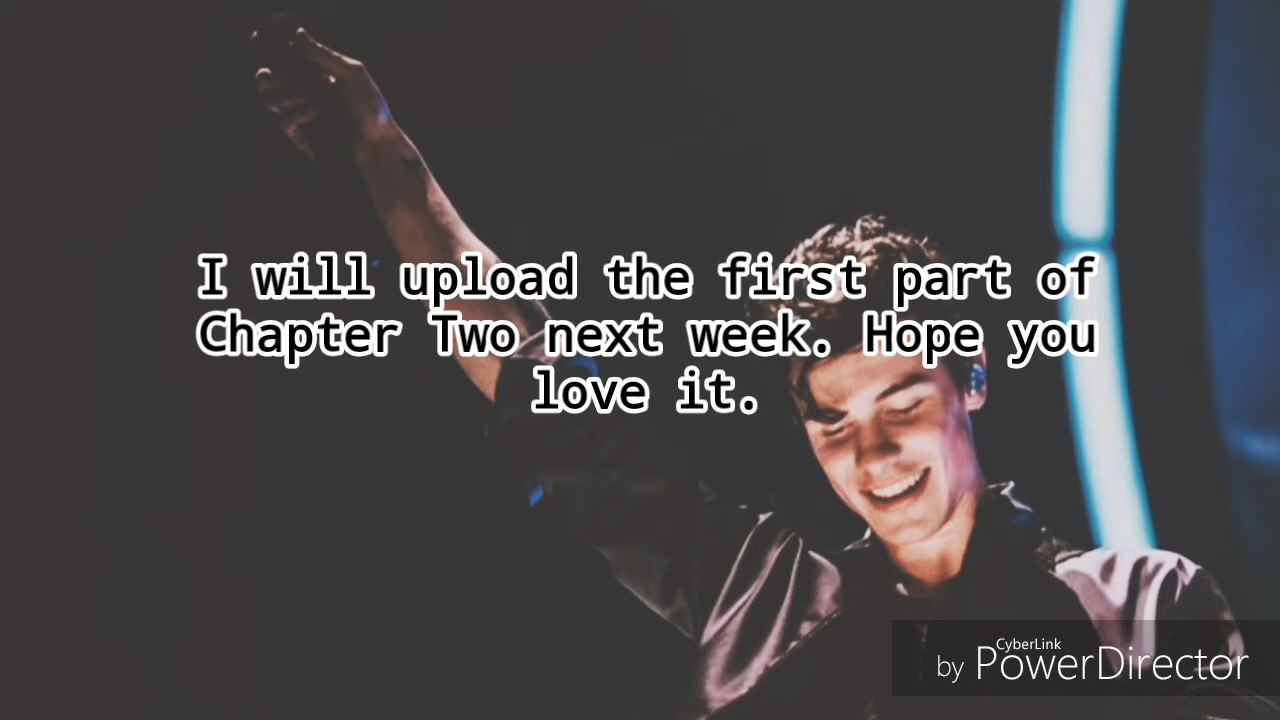 I will upload the first part of
Chapter Two next week. Hope you
love it.
CyberLink
by PowerDirector